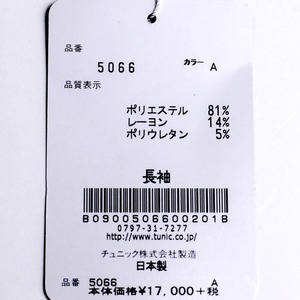 品番
5066 カラー A
品質表示
ポリエステル 81%
レーヨン 14%
ポリウレタン 5%
長袖
B09005066002018
0797-31-7277
http://www.tunic.co.jp/
チュニック株式会社製造
日本製
品番 5066 A
本体価格¥17,000+税